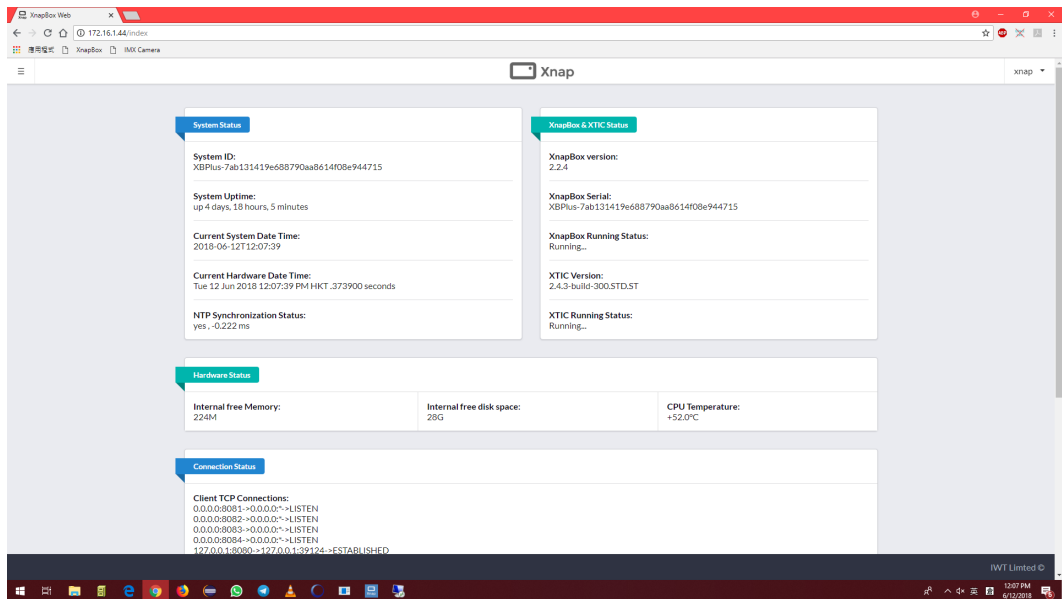 XnapBox Web
172.16.1.44/index
ABP
應用程式 XnapBox IMX Camera
Xnap
xnap
System Status
System ID:
XBPlus-7ab131419e688790aa8614f08e944715
System Uptime:
up 4 days, 18 hours, 5 minutes
Current System Date Time:
2018-06-12T12:07:39
Current Hardware Date Time:
Tue 12 Jun 2018 12:07:39 PM HKT .373900 seconds
NTP Synchronization Status:
yes , -0.222 ms
XnapBox & XTIC Status
XnapBox version:
2.2.4
XnapBox Serial:
XBPlus-7ab131419e688790aa8614f08e944715
XnapBox Running Status:
Running...
XTIC Version:
2.4.3-build-300.STD.ST
XTIC Running Status:
Running...
Hardware Status
Internal free Memory:
224M
Internal free disk space:
28G
CPU Temperature:
+52.0°C
Connection Status
Client TCP Connections:
0.0.0.0:8081->0.0.0.0:*->LISTEN
0.0.0.0:8082->0.0.0.0:*->LISTEN
0.0.0.0:8083->0.0.0.0:*->LISTEN
0.0.0.0:8084->0.0.0.0:*->LISTEN
127.0.0.1:8080->127.0.0.1:39124->ESTABLISHED
IWT Limted ©
英
12:07 PM
6/12/2018